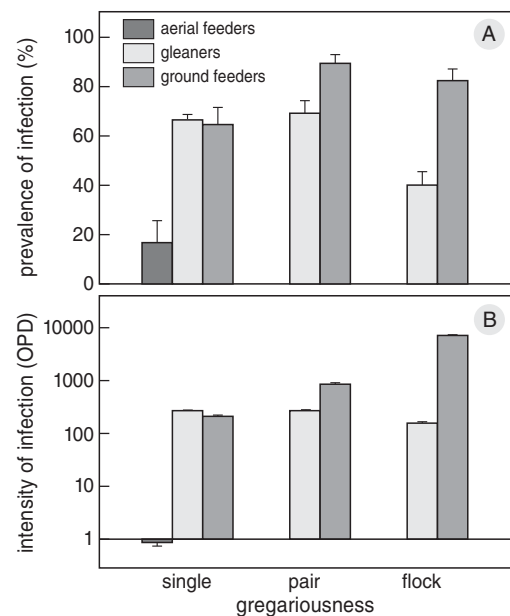 A
aerial feeders
gleaners
ground feeders
prevalence of infection (%)
100
80
60
40
20
0
B
intensity of infection (OPD)
10000
1000
100
10
1
single pair flock
gregariousness